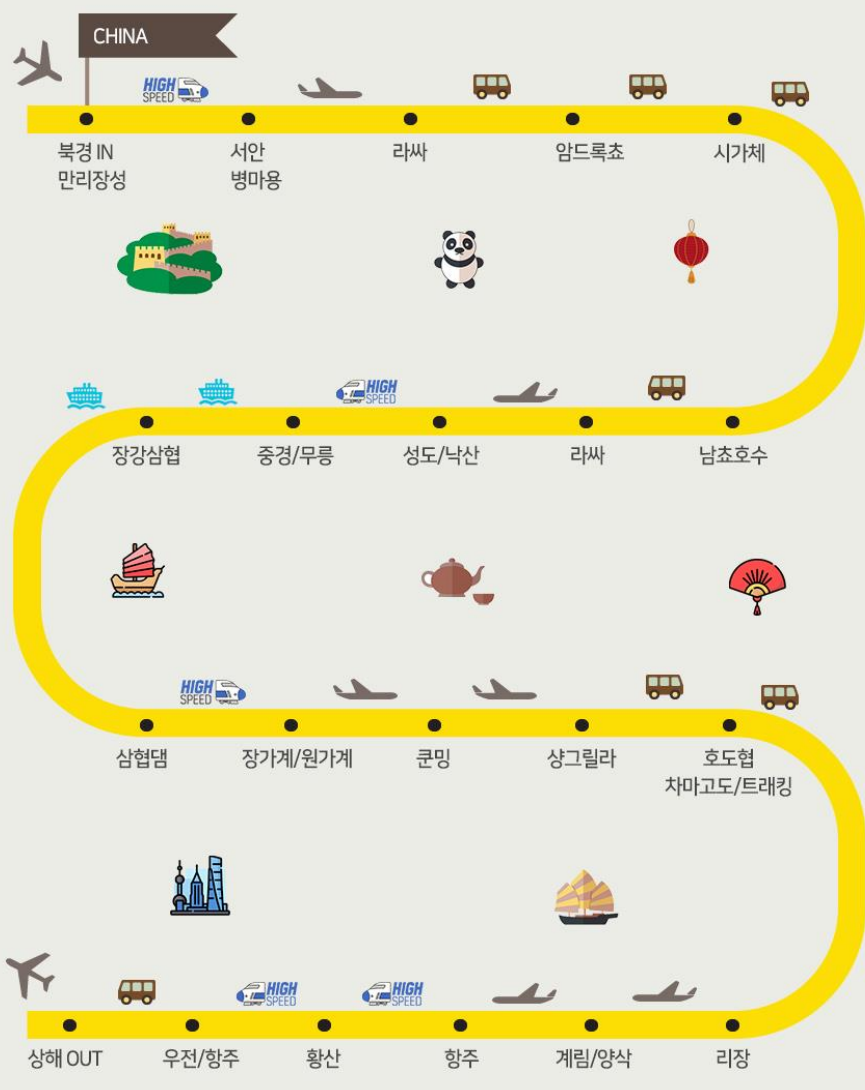 CHINA
HIGH
SPEED
북경 IN
만리장성
서안
병마용
라싸
암드록쵸
시가체
HIGH
SPEED
장강삼협
중경/무릉
성도/낙산
라싸
남쵸호수
HIGH
SPEED
삼협댐
장가계/원가계
쿤밍
샹그릴라
호도협
차마고도/트래킹
HIGH
SPEED
HIGH
SPEED
상해 OUT
우전/항주
황산
항주
계림/양삭
리장